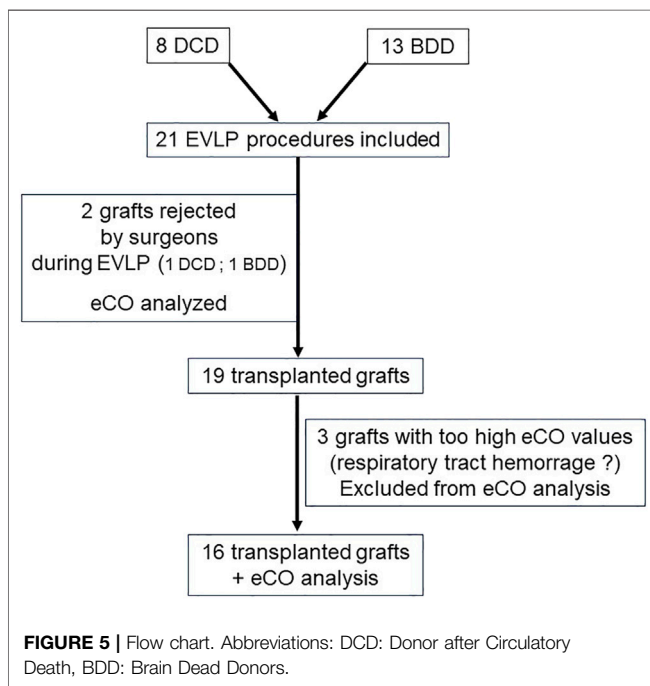 8 DCD
13 BDD
21 EVLP procedures included
2 grafts rejected
by surgeons
during EVLP (1 DCD ; 1 BDD)
eCO analyzed
19 transplanted grafts
3 grafts with too high eCO values
(respiratory tract hemorrage ?)
Excluded from eCO analysis
16 transplanted grafts
+ eCO analysis
FIGURE 5 | Flow chart. Abbreviations: DCD: Donor after Circulatory
Death, BDD: Brain Dead Donors.